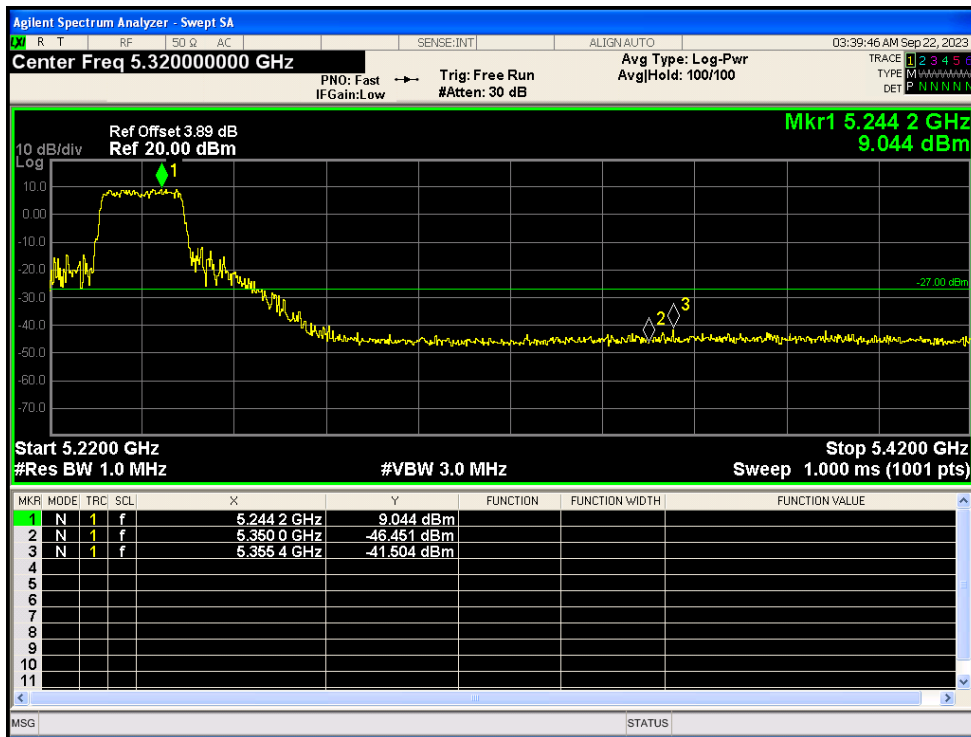 Agilent Spectrum Analyzer - Swept SA
LXI R T RF 50 Ω AC SENSE:INT ALIGN AUTO 03:39:46 AM Sep 22, 2023
Center Freq 5.320000000 GHz
PNO: Fast
IFGain:Low
Trig: Free Run
#Atten: 30 dB
Avg Type: Log-Pwr
Avg|Hold: 100/100
TRACE 1 2 3 4 5 6
TYPE M
DET P N N N N N
Mkr1 5.244 2 GHz
9.044 dBm
Ref Offset 3.89 dB
10 dB/div Ref 20.00 dBm
Log
1
10.0
0.00
-10.0
-20.0
-27.00 dBm
-30.0
3
2
-40.0
-50.0
-60.0
-70.0
Start 5.2200 GHz Stop 5.4200 GHz
#Res BW 1.0 MHz #VBW 3.0 MHz Sweep 1.000 ms (1001 pts)
MKR MODE TRC SCL X Y FUNCTION FUNCTION WIDTH FUNCTION VALUE
1 N 1 f 5.244 2 GHz 9.044 dBm
2 N 1 f 5.350 0 GHz -46.451 dBm
3 N 1 f 5.355 4 GHz -41.504 dBm
4
5
6
7
8
9
10
11
MSG STATUS